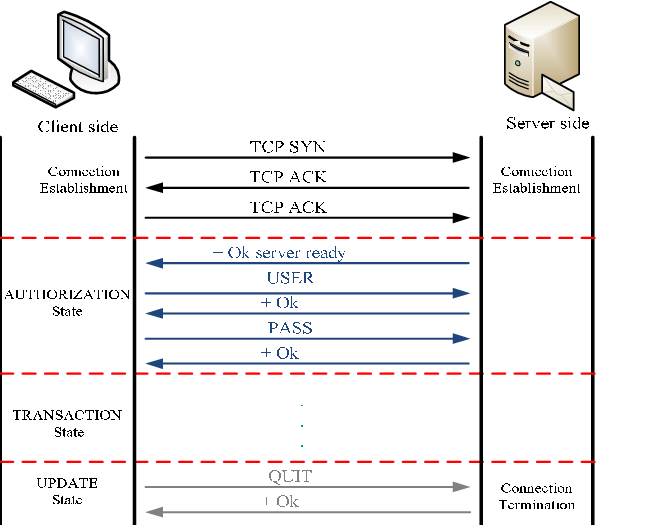 Client side
Server side
TCP SYN
Connection
Establishment
TCP ACK
Connection
Establishment
TCP ACK
– Ok server ready
USER
AUTHORIZATION
State
+ Ok
PASS
+ Ok
TRANSACTION
State
QUIT
UPDATE
State
+ Ok
Connection
Termination